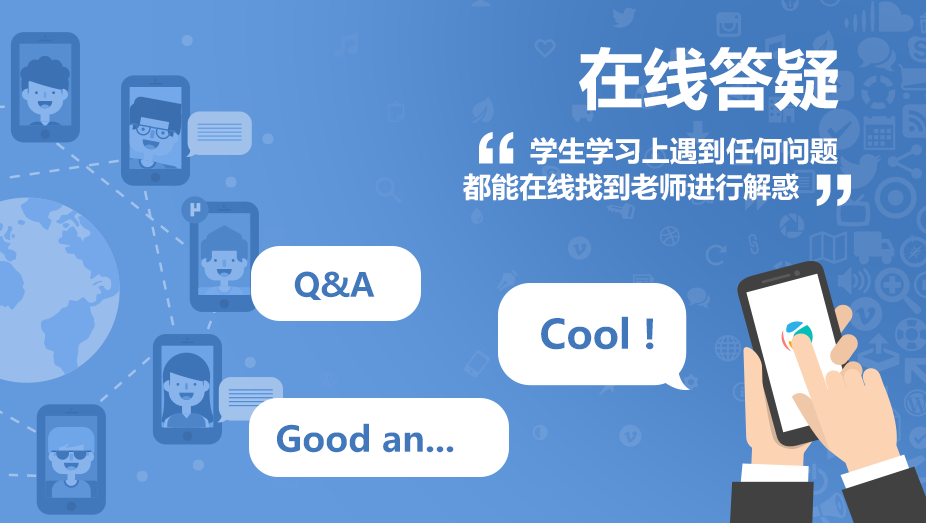 在线答疑
“ 学生学习上遇到任何问题
都能在线找到老师进行解惑 ”
Q&A
Cool !
Good an...